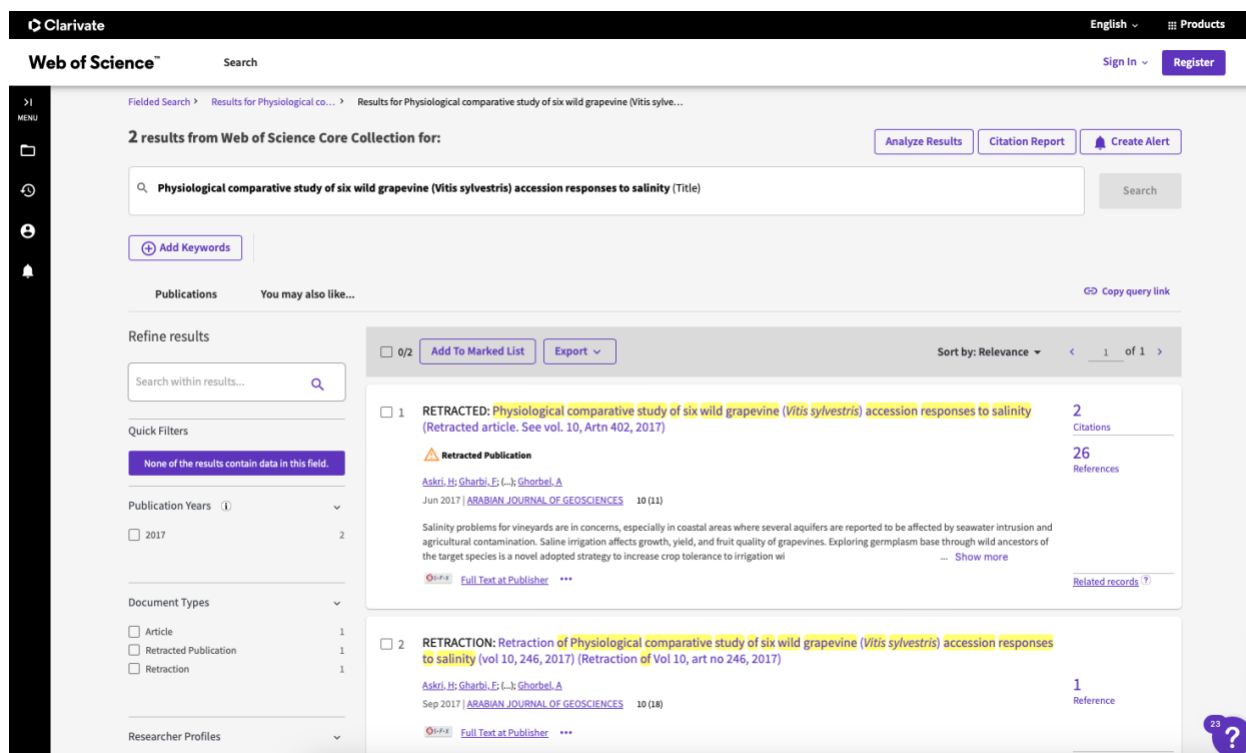 Clarivate
English
Products
Web of Science™
Search
Sign In
Register
MENU
Fielded Search > Results for Physiological co... > Results for Physiological comparative study of six wild grapevine (Vitis sylve...
2 results from Web of Science Core Collection for:
Analyze Results
Citation Report
Create Alert
Physiological comparative study of six wild grapevine (Vitis sylvestris) accession responses to salinity (Title)
Search
Add Keywords
Publications
You may also like...
Copy query link
Refine results
Search within results...
Quick Filters
None of the results contain data in this field.
Publication Years
2017 2
Document Types
Article 1
Retracted Publication 1
Retraction 1
Researcher Profiles
0/2
Add To Marked List
Export
Sort by: Relevance
< 1 of 1 >
1 RETRACTED: Physiological comparative study of six wild grapevine (Vitis sylvestris) accession responses to salinity
(Retracted article. See vol. 10, Artn 402, 2017)
Retracted Publication
Askri, H; Gharbi, F; (...); Ghorbel, A
Jun 2017 | ARABIAN JOURNAL OF GEOSCIENCES 10 (11)
Salinity problems for vineyards are in concerns, especially in coastal areas where several aquifers are reported to be affected by seawater intrusion and
agricultural contamination. Saline irrigation affects growth, yield, and fruit quality of grapevines. Exploring germplasm base through wild ancestors of
the target species is a novel adopted strategy to increase crop tolerance to irrigation wi ... Show more
S-F-X Full Text at Publisher •••
2
Citations
26
References
Related records ?
2 RETRACTION: Retraction of Physiological comparative study of six wild grapevine (Vitis sylvestris) accession responses
to salinity (vol 10, 246, 2017) (Retraction of Vol 10, art no 246, 2017)
Askri, H; Gharbi, F; (...); Ghorbel, A
Sep 2017 | ARABIAN JOURNAL OF GEOSCIENCES 10 (18)
S-F-X Full Text at Publisher •••
1
Reference
23
?